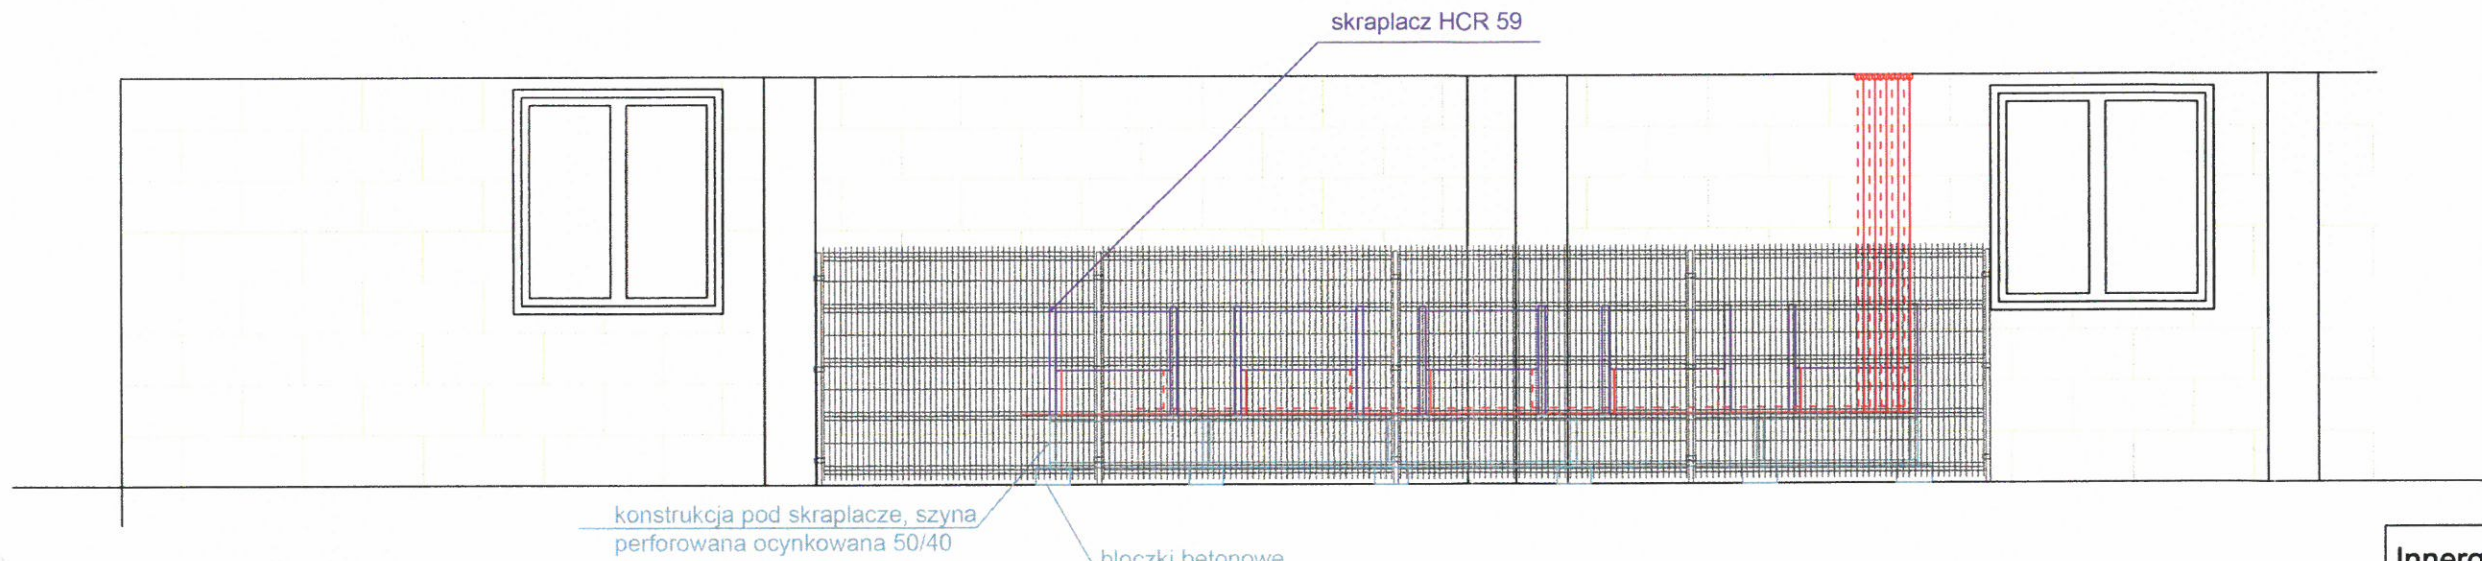 skraplacz HCR 59
konstrukcja pod skraplacze, szyna
perforowana ocynkowana 50/40
bloczki betonowe